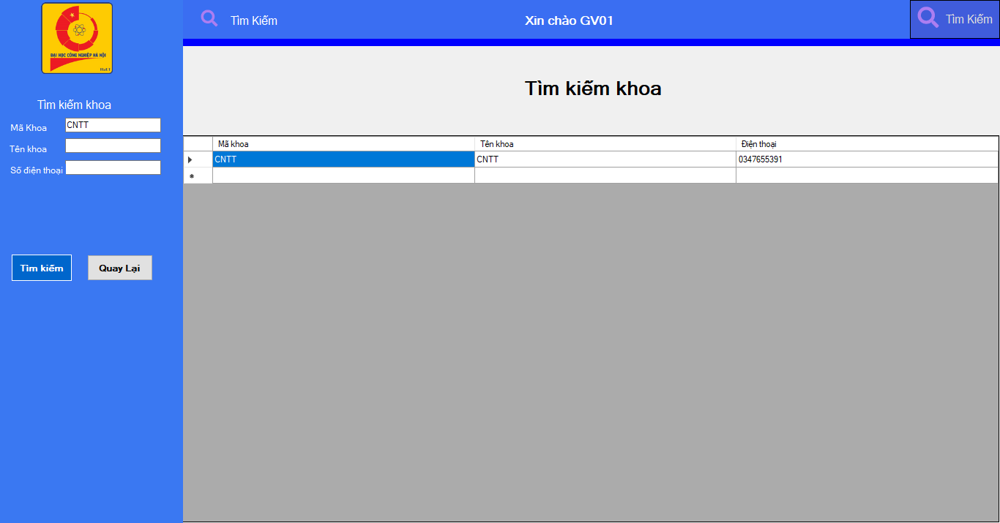 ĐẠI HỌC CÔNG NGHIỆP HÀ NỘI
HaUI
Tìm kiếm khoa
Mã Khoa CNTT
Tên khoa
Số điện thoại
Tìm kiếm Quay Lại
Tìm Kiếm Xin chào GV01 Tìm Kiếm
Tìm kiếm khoa
Mã khoa Tên khoa Điện thoại
CNTT CNTT 0347655391